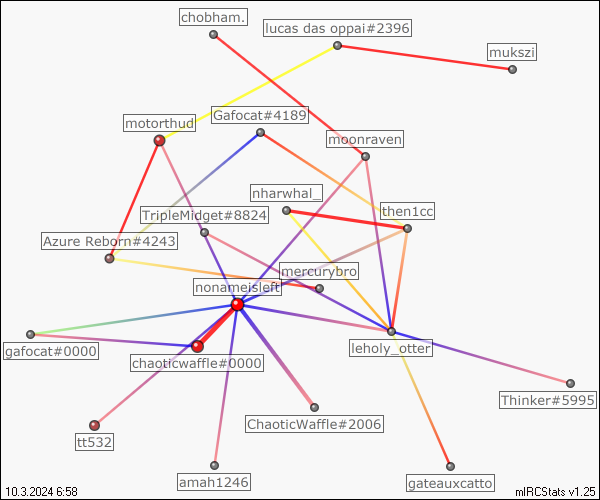 chobham.
lucas das oppai#2396
mukszi
Gafocat#4189
motorthud
moonraven
nharwhal_
TripleMidget#8824
then1cc
Azure Reborn#4243
mercurybro
nonameisleft
gafocat#0000
leholy_otter
chaoticwaffle#0000
Thinker#5995
ChaoticWaffle#2006
tt532
amah1246
gateauxcatto
10.3.2024 6:58
mIRCStats v1.25